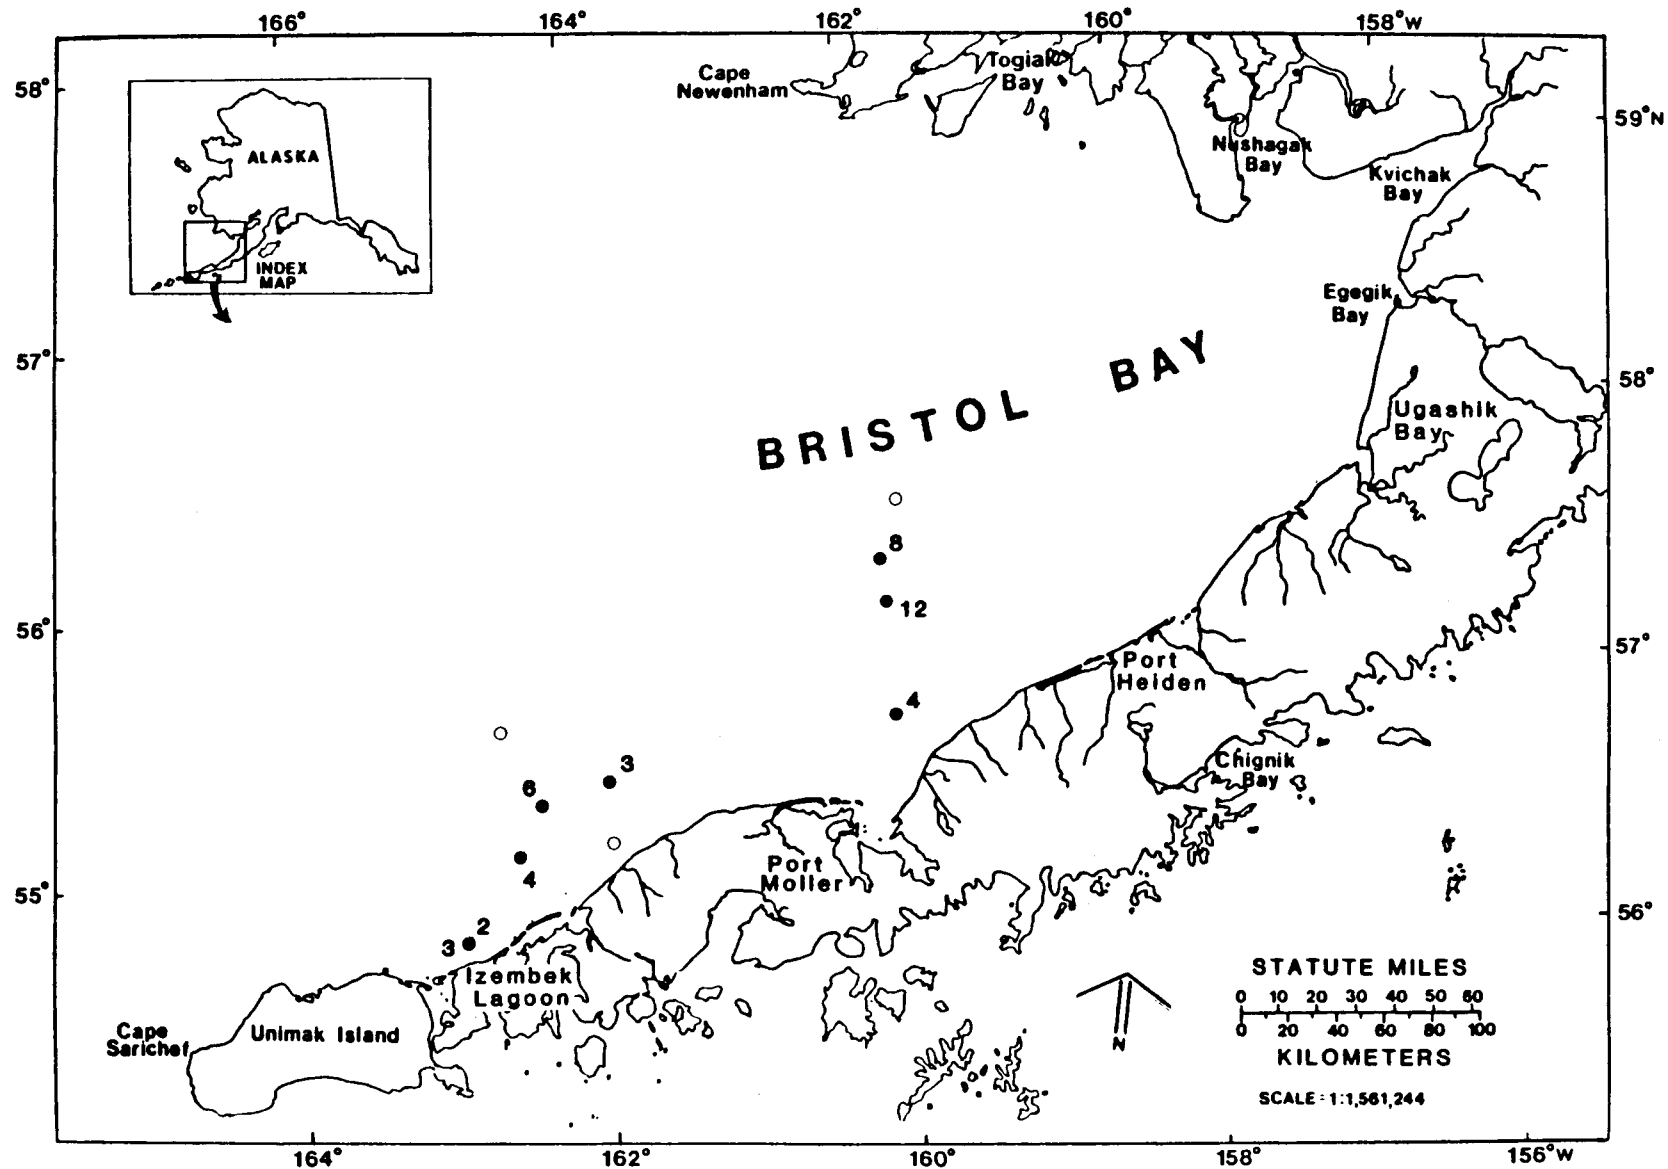 166° 164° 162° 160° 158°W
58°
59°N
Cape
Newenham
Togiak
Bay
Nushagak
Bay
Kvichak
Bay
ALASKA
INDEX
MAP
Egegik
Bay
57°
58°
BRISTOL BAY
Ugashik
Bay
8
12
56°
57°
Port
Heiden
4
3
6
Chignik
Bay
4
Port
Moller
55°
56°
2
3
Izembek
Lagoon
Cape
Sarichef
Unimak Island
N
STATUTE MILES
0 10 20 30 40 50 60
0 20 40 60 80 100
KILOMETERS
SCALE = 1:1,561,244
164° 162° 160° 158° 156°W